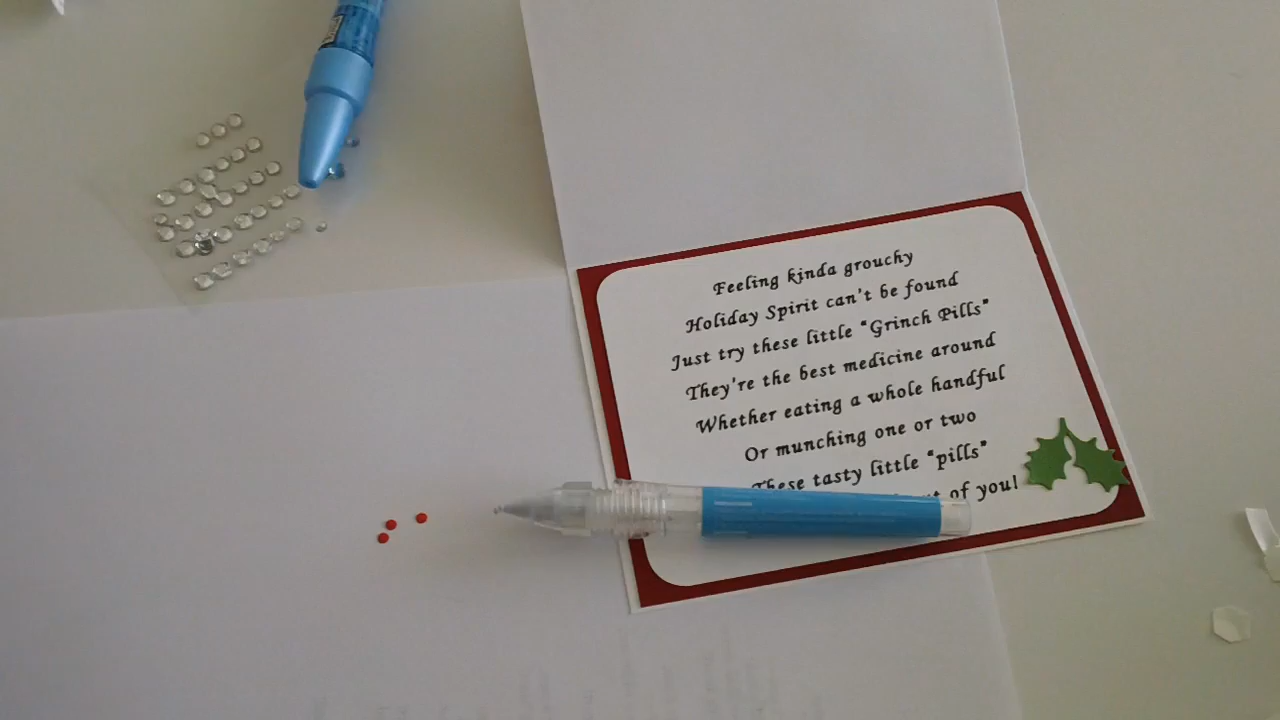 Feeling kinda grouchy
Holiday Spirit can't be found
Just try these little "Grinch Pills"
They're the best medicine around
Whether eating a whole handful
Or munching one or two
These tasty little "pills"
of you!